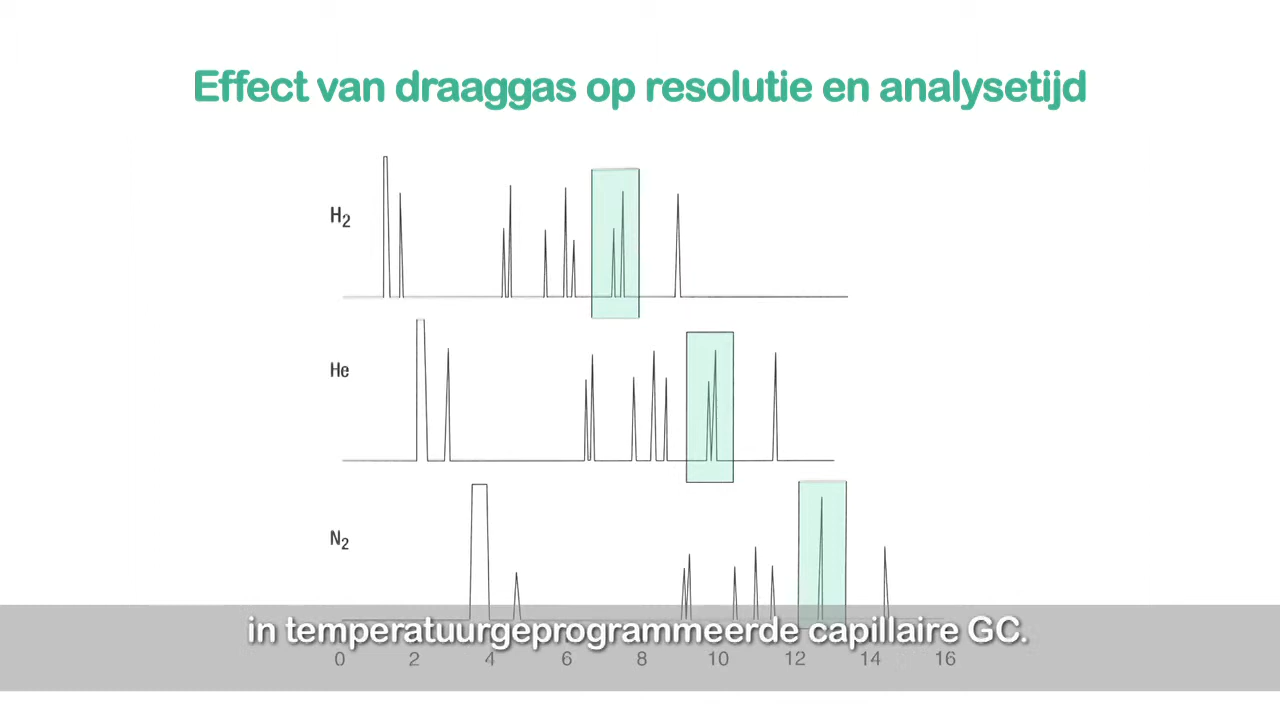 Effect van draaggas op resolutie en analysetijd
H₂
He
N₂
in temperatuurgeprogrammeerde capillaire GC.
0 2 4 6 8 10 12 14 16